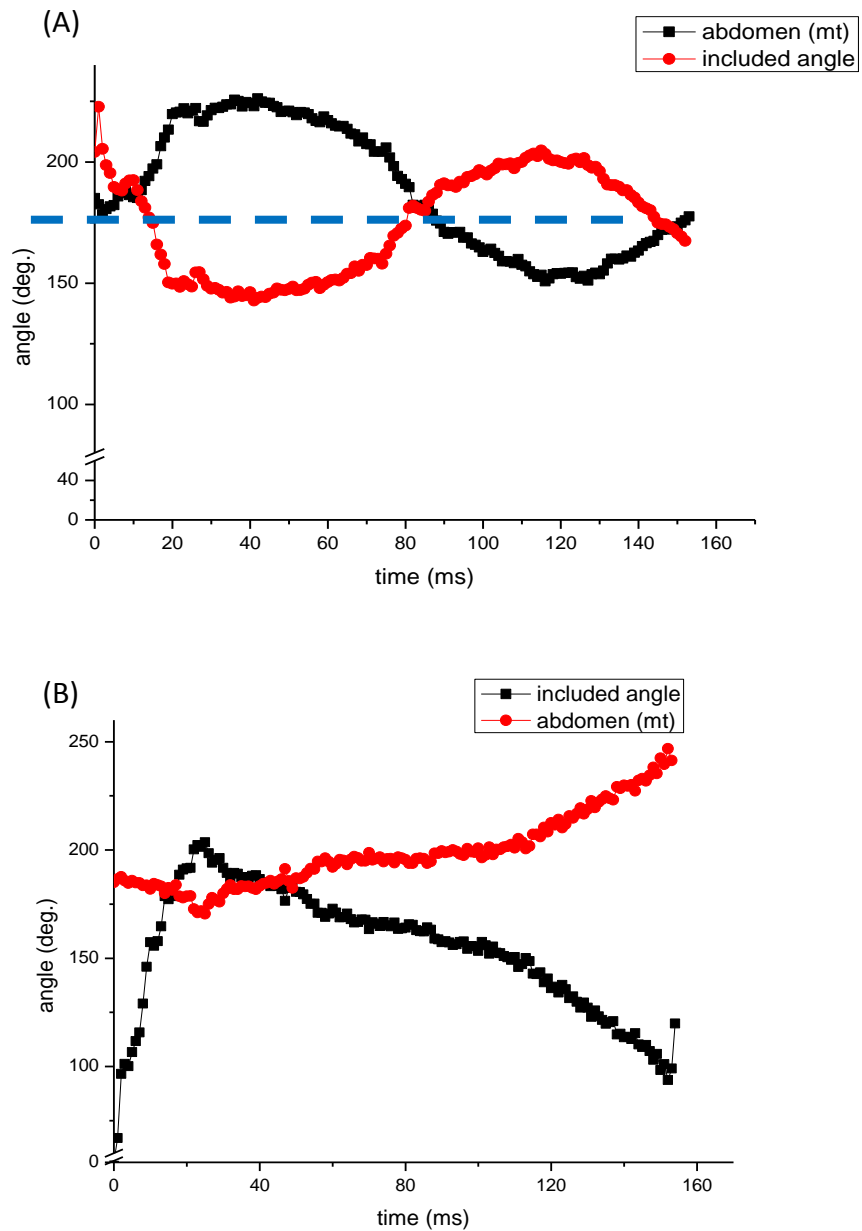 (A)
abdomen (mt)
included angle
200
150
100
40
0
angle (deg.)
0 20 40 60 80 100 120 140 160
time (ms)
(B)
included angle
abdomen (mt)
250
200
150
100
0
angle (deg.)
0 40 80 120 160
time (ms)